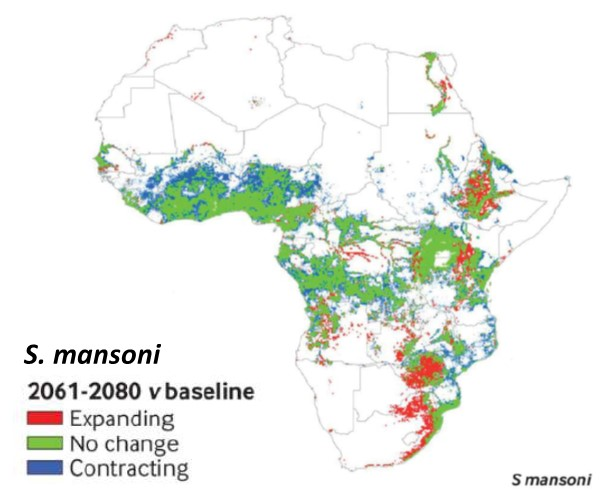 S. mansoni
2061-2080 v baseline
Expanding
No change
Contracting
S mansoni